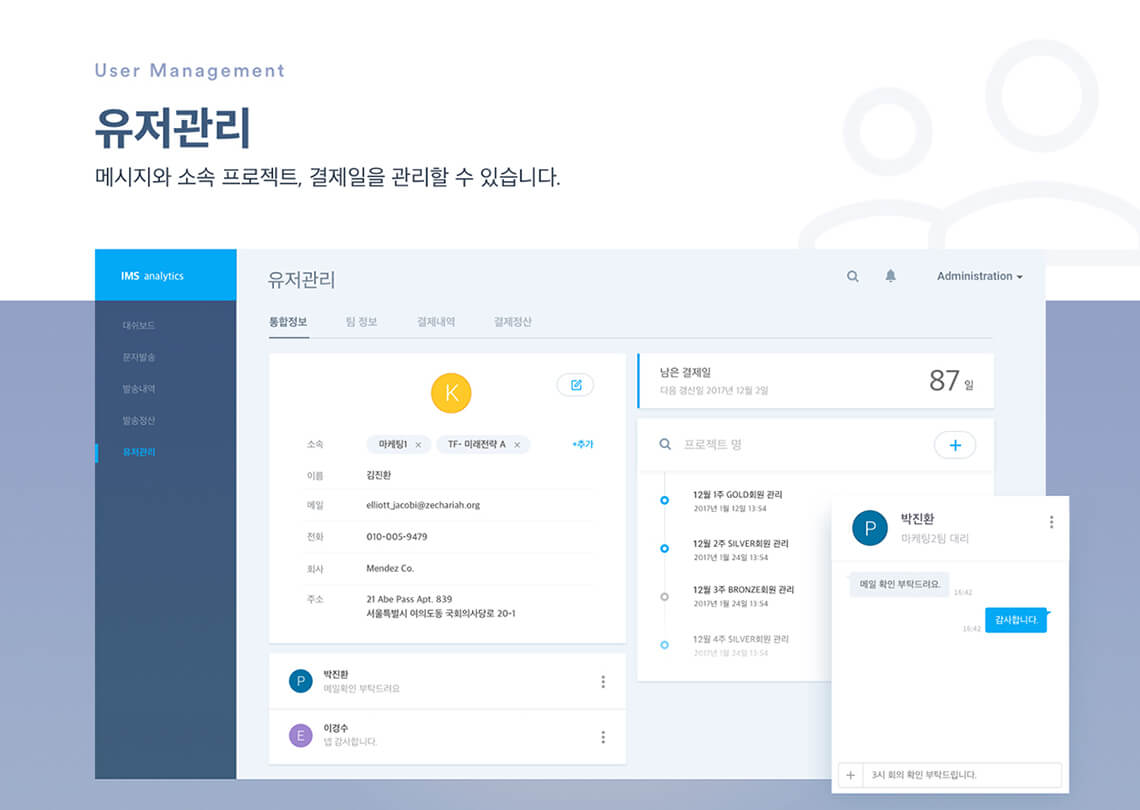 User Management
유저관리
메시지와 소속 프로젝트, 결제일을 관리할 수 있습니다.
IMS analytics
대쉬보드
문자발송
발송내역
발송정산
유저관리
유저관리
Administration
통합정보
팀 정보
결제내역
결제정산
K
소속
마케팅1 ×
TF- 미래전략 A ×
+추가
이름
김진환
메일
elliott_jacobi@zechariah.org
전화
010-005-9479
회사
Mendez Co.
주소
21 Abe Pass Apt. 839
서울특별시 여의도동 국회의사당로 20-1
P
박진환
메일확인 부탁드려요
E
이경수
넵 감사합니다.
남은 결제일
다음 갱신일 2017년 12월 2일
87 일
프로젝트 명
+
12월 1주 GOLD회원 관리
2017년 1월 12일 13:54
12월 2주 SILVER회원 관리
2017년 1월 24일 13:54
12월 3주 BRONZE회원 관리
2017년 1월 24일 13:54
12월 4주 SILVER회원 관리
2017년 1월 24일 13:54
P
박진환
마케팅2팀 대리
메일 확인 부탁드려요.
16:42
감사합니다.
16:42
+
3시 회의 확인 부탁드립니다.